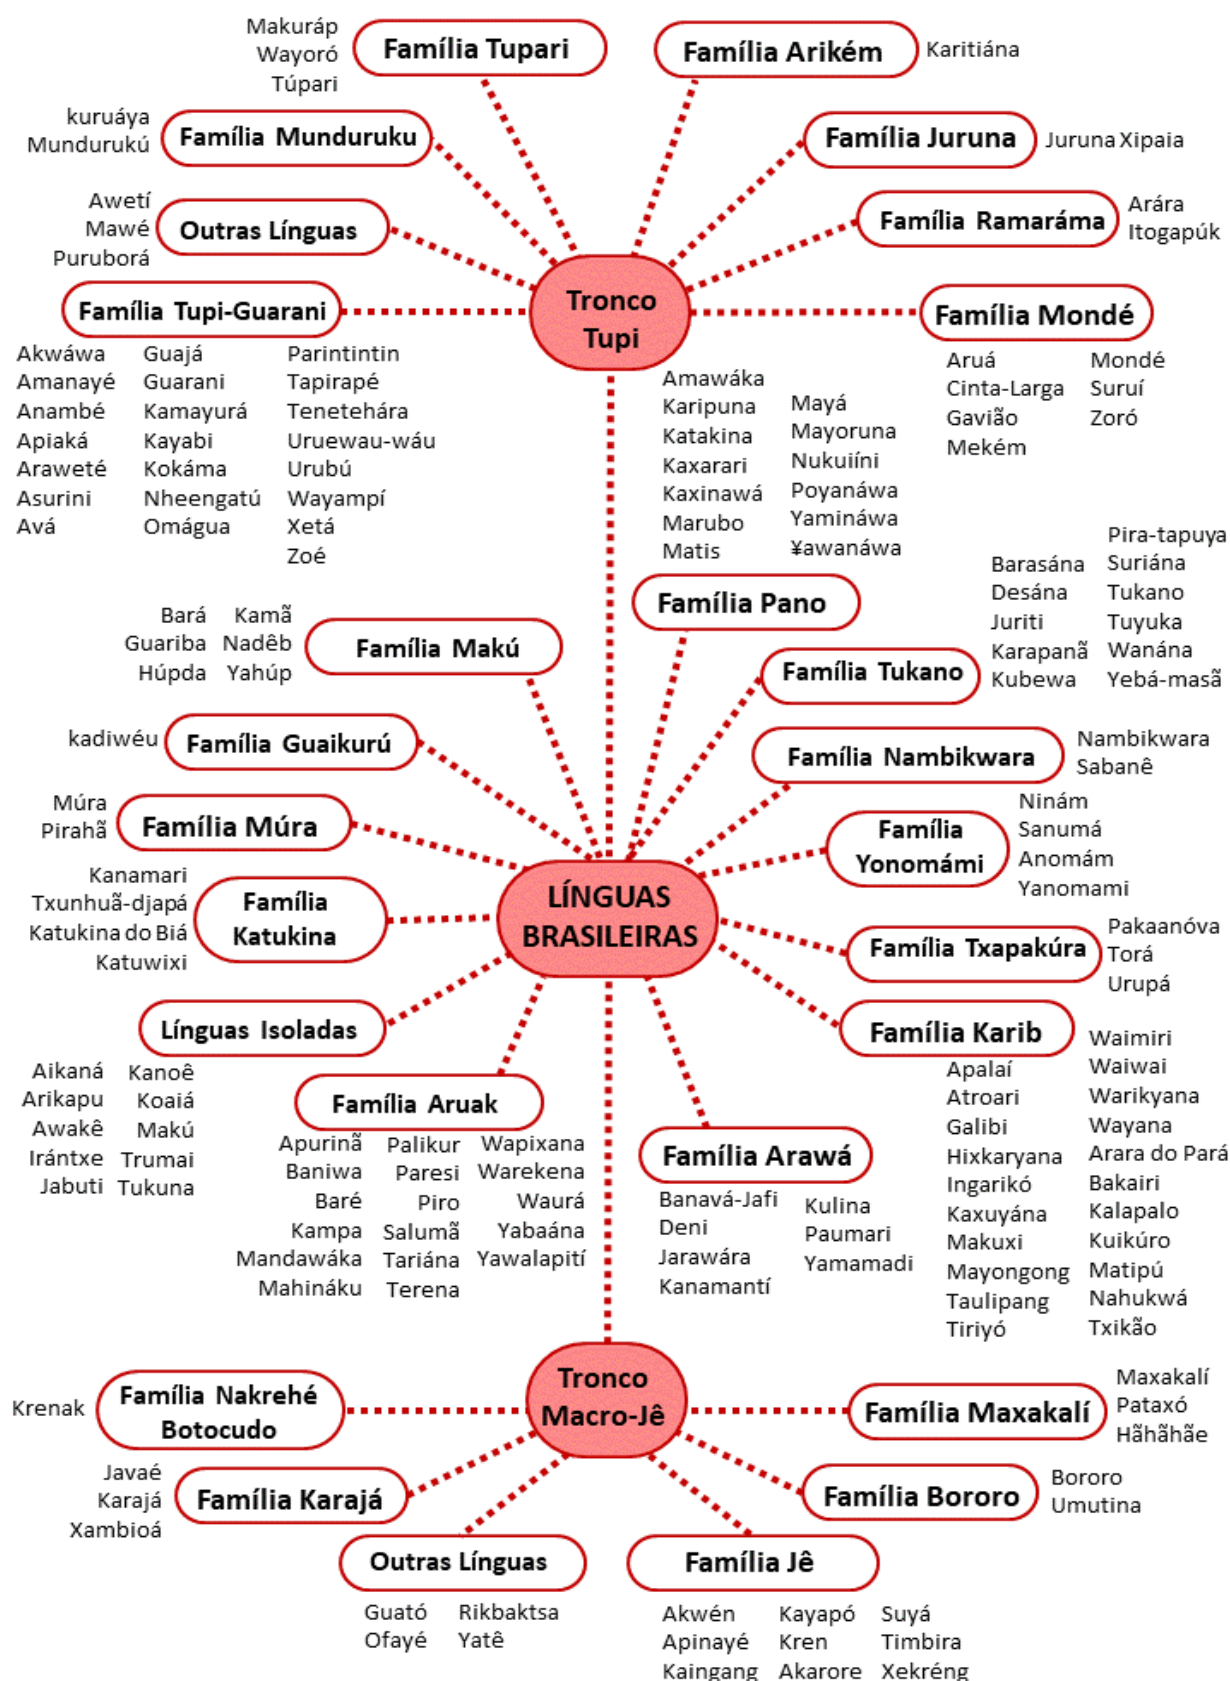 Makuráp
Wayoró
Túpari
Família Tupari
Família Arikém
Karitiána
kuruáya
Mundurukú
Família Munduruku
Família Juruna
Juruna Xipaia
Awetí
Mawé
Puruborá
Outras Línguas
Família Ramaráma
Arára
Itogapúk
Tronco
Tupi
Família Tupi-Guarani
Akwáwa
Amanayé
Anambé
Apiaká
Araweté
Asurini
Avá
Guajá
Guarani
Kamayurá
Kayabi
Kokáma
Nheengatú
Omágua
Parintintin
Tapirapé
Tenetehára
Uruewau-wáu
Urubú
Wayampí
Xetá
Zoé
Família Mondé
Aruá
Cinta-Larga
Gavião
Mekém
Mondé
Suruí
Zoró
Amawáka
Karipuna
Katakina
Kaxarari
Kaxinawá
Marubo
Matis
Mayá
Mayoruna
Nukuiíni
Poyanáwa
Yamináwa
¥awanáwa
Família Pano
Bará
Guariba
Húpda
Kamã
Nadêb
Yahúp
Família Makú
Família Tukano
Barasána
Desána
Juriti
Karapanã
Kubewa
Pira-tapuya
Suriána
Tukano
Tuyuka
Wanána
Yebá-masã
kadiwéu
Família Guaikurú
Família Nambikwara
Nambikwara
Sabanê
Múra
Pirahã
Família Múra
Família
Yonomámi
Ninám
Sanumá
Anomám
Yanomami
Kanamari
Txunhuã-djapá
Katukina do Biá
Katuwixi
Família
Katukina
LÍNGUAS
BRASILEIRAS
Família Txapakúra
Pakaanóva
Torá
Urupá
Línguas Isoladas
Aikaná
Arikapu
Awakê
Irántxe
Jabuti
Kanoê
Koaiá
Makú
Trumai
Tukuna
Família Aruak
Apurinã
Baniwa
Baré
Kampa
Mandawáka
Mahináku
Palikur
Paresi
Piro
Salumã
Tariána
Terena
Wapixana
Warekena
Waurá
Yabaána
Yawalapití
Família Arawá
Banavá-Jafi
Deni
Jarawára
Kanamantí
Kulina
Paumari
Yamamadi
Família Karib
Apalaí
Atroari
Galibi
Hixkaryana
Ingarikó
Kaxuyána
Makuxi
Mayongong
Taulipang
Tiriyó
Waimiri
Waiwai
Warikyana
Wayana
Arara do Pará
Bakairi
Kalapalo
Kuikúro
Matipú
Nahukwá
Txikão
Tronco
Macro-Jê
Krenak
Família Nakrehé
Botocudo
Família Maxakalí
Maxakalí
Pataxó
Hãhãhãe
Javaé
Karajá
Xambioá
Família Karajá
Família Bororo
Bororo
Umutina
Outras Línguas
Guató
Ofayé
Rikbaktsa
Yatê
Família Jê
Akwén
Apinayé
Kaingang
Kayapó
Kren
Akarore
Suyá
Timbira
Xekréng